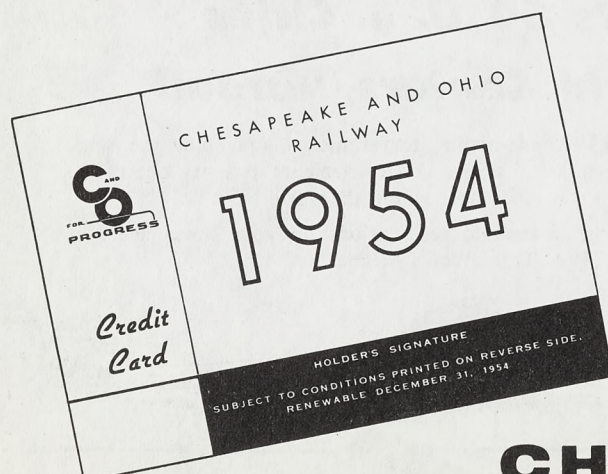 CHESAPEAKE AND OHIO
RAILWAY
1954
C AND O
FOR
PROGRESS
Credit
Card
HOLDER'S SIGNATURE
SUBJECT TO CONDITIONS PRINTED ON REVERSE SIDE.
RENEWABLE DECEMBER 31, 1954
CH